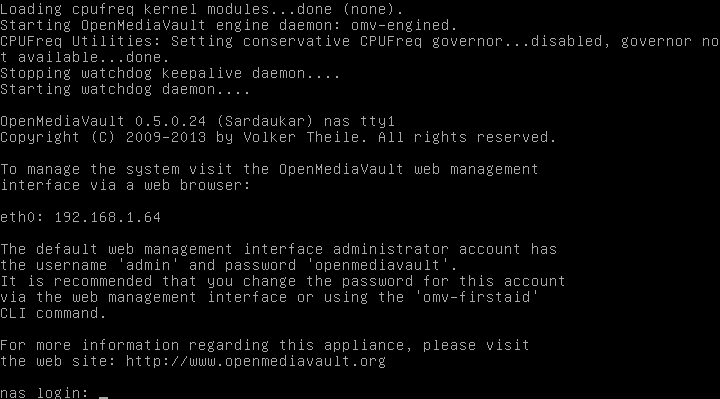 Loading cpufreq kernel modules...done (none).
Starting OpenMediaVault engine daemon: omv-engined.
CPUFreq Utilities: Setting conservative CPUFreq governor...disabled, governor no
t available...done.
Stopping watchdog keepalive daemon....
Starting watchdog daemon....
OpenMediaVault 0.5.0.24 (Sardaukar) nas tty1
Copyright (C) 2009-2013 by Volker Theile. All rights reserved.
To manage the system visit the OpenMediaVault web management
interface via a web browser:
eth0: 192.168.1.64
The default web management interface administrator account has
the username 'admin' and password 'openmediavault'.
It is recommended that you change the password for this account
via the web management interface or using the 'omv-firstaid'
CLI command.
For more information regarding this appliance, please visit
the web site: http://www.openmediavault.org
nas login: _